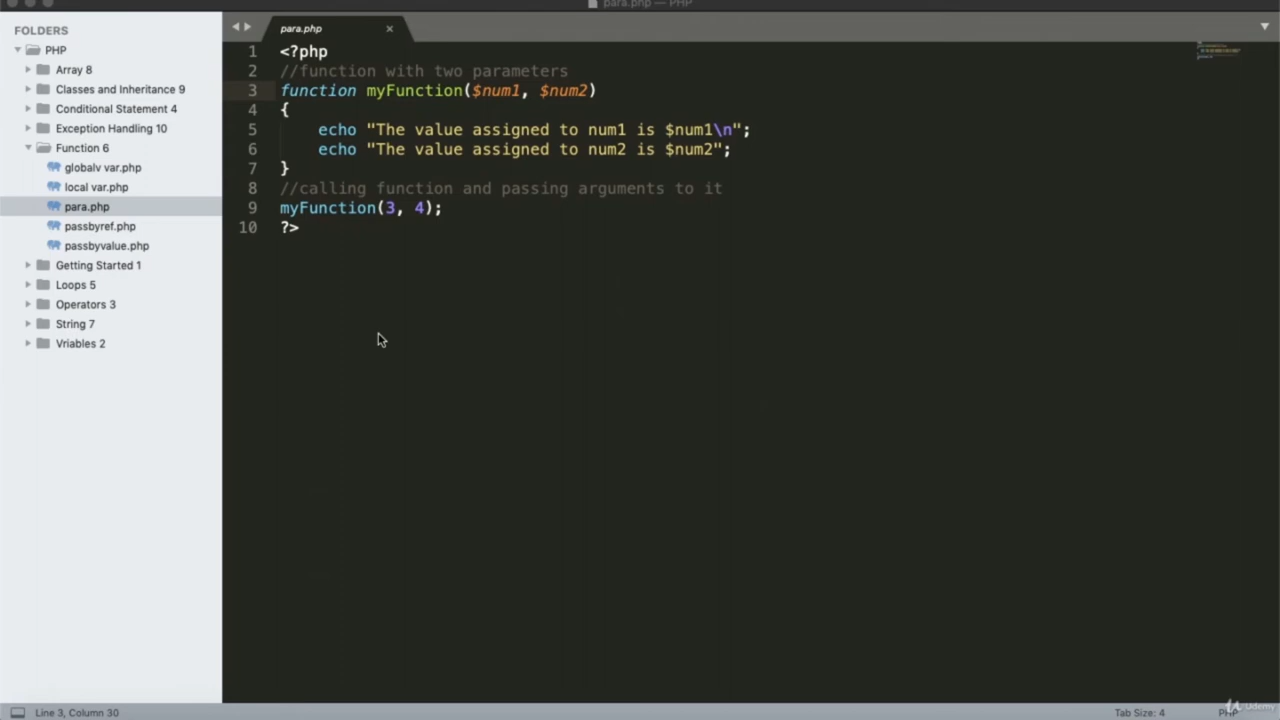 para.php — PHP
FOLDERS
PHP
Array 8
Classes and Inheritance 9
Conditional Statement 4
Exception Handling 10
Function 6
globalv var.php
local var.php
para.php
passbyref.php
passbyvalue.php
Getting Started 1
Loops 5
Operators 3
String 7
Vriables 2
para.php
1 <?php
2 //function with two parameters
3 function myFunction($num1, $num2)
4 {
5 echo "The value assigned to num1 is $num1\n";
6 echo "The value assigned to num2 is $num2";
7 }
8 //calling function and passing arguments to it
9 myFunction(3, 4);
10 ?>
Line 3, Column 30
Tab Size: 4
PHP
Udemy